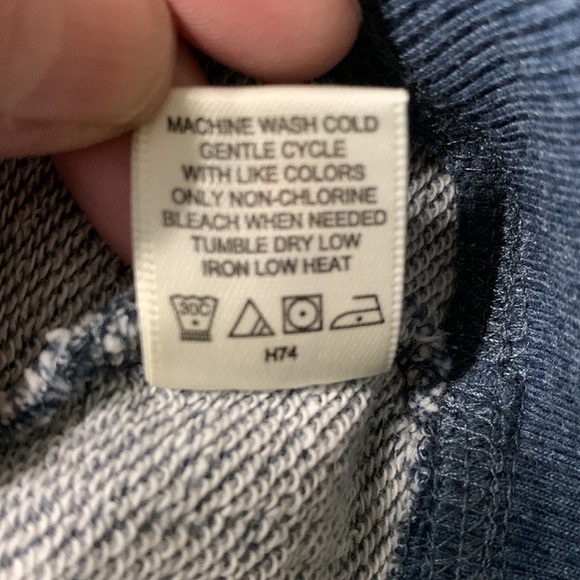 MACHINE WASH COLD
GENTLE CYCLE
WITH LIKE COLORS
ONLY NON-CHLORINE
BLEACH WHEN NEEDED
TUMBLE DRY LOW
IRON LOW HEAT
30C
H74